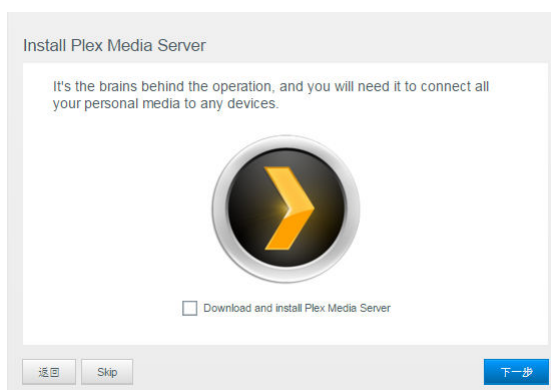 Install Plex Media Server
It's the brains behind the operation, and you will need it to connect all
your personal media to any devices.
Download and install Plex Media Server
返回
Skip
下一步